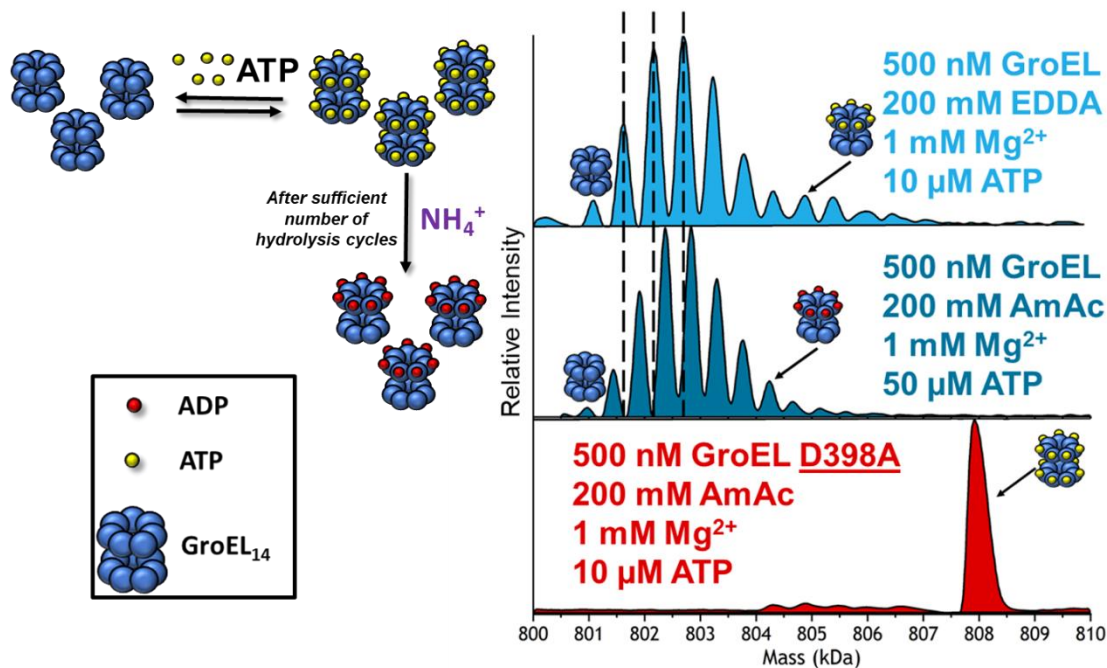 ATP
After sufficient
number of
hydrolysis cycles
NH₄⁺
ADP
ATP
GroEL₁₄
500 nM GroEL
200 mM EDDA
1 mM Mg²⁺
10 µM ATP
500 nM GroEL
200 mM AmAc
1 mM Mg²⁺
50 µM ATP
500 nM GroEL D398A
200 mM AmAc
1 mM Mg²⁺
10 µM ATP
Relative Intensity
800 801 802 803 804 805 806 807 808 809 810
Mass (kDa)